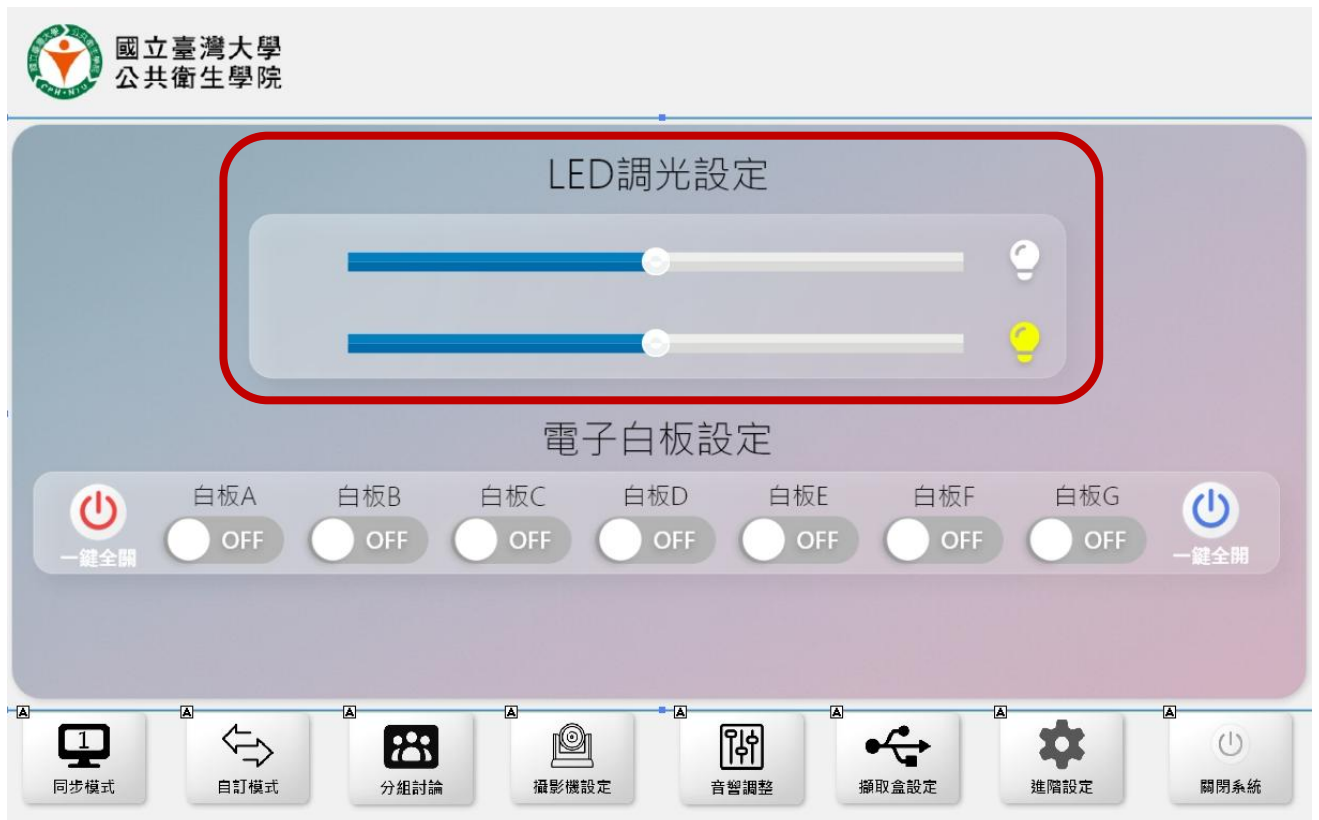 國立臺灣大學
公共衛生學院
LED調光設定
電子白板設定
白板A 白板B 白板C 白板D 白板E 白板F 白板G
OFF OFF OFF OFF OFF OFF OFF
一鍵全關 一鍵全開
A A A A A A A A
1
同步模式 自訂模式 分組討論 攝影機設定 音響調整 擷取盒設定 進階設定 關閉系統